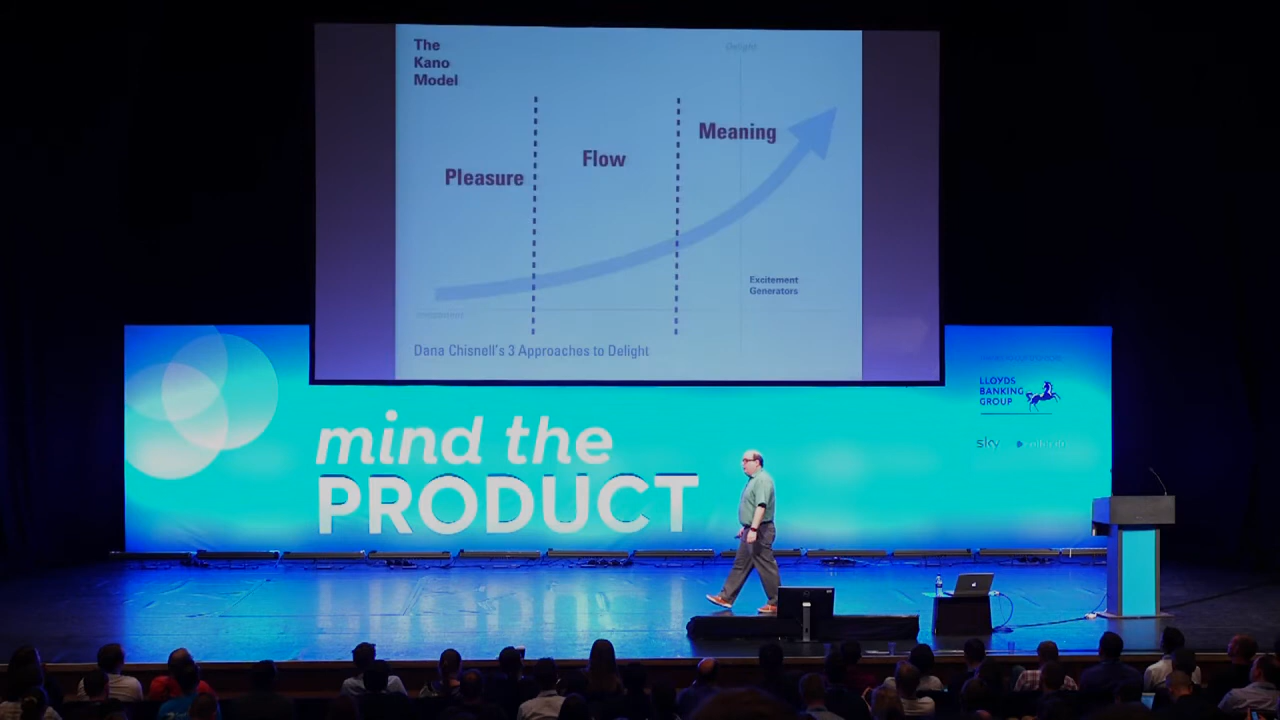 The
Kano
Model
Delight
Pleasure
Flow
Meaning
Excitement
Generators
Dana Chisnell's 3 Approaches to Delight
mind the
PRODUCT
LLOYDS
BANKING
GROUP
sky